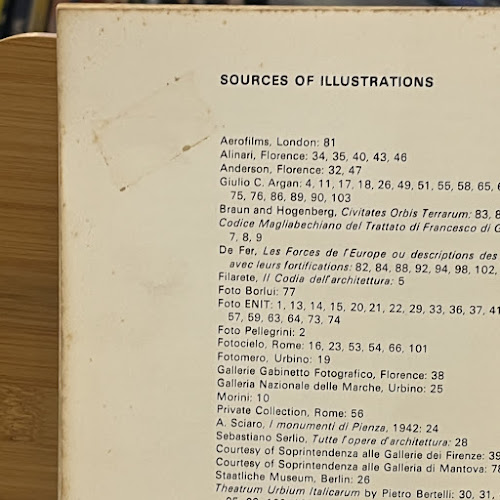 SOURCES OF ILLUSTRATIONS
Aerofilms, London: 81
Alinari, Florence: 34, 35, 40, 43, 46
Anderson, Florence: 32, 47
Giulio C. Argan: 4, 11, 17, 18, 26, 49, 51, 55, 58, 65,
75, 76, 86, 89, 90, 103
Braun and Hogenberg, Civitates Orbis Terrarum: 83,
Codice Magliabechiano del Trattato di Francesco di
7, 8, 9
De Fer, Les Forces de l'Europe ou descriptions des
avec leurs fortifications: 82, 84, 88, 92, 94, 98, 102,
Filarete, Il Codia dell'architettura: 5
Foto Borlui: 77
Foto ENIT: 1, 13, 14, 15, 20, 21, 22, 29, 33, 36, 37,
57, 59, 63, 64, 73, 74
Foto Pellegrini: 2
Fotocielo, Rome: 16, 23, 53, 54, 66, 101
Fotomero, Urbino: 19
Gallerie Gabinetto Fotografico, Florence: 38
Galleria Nazionale delle Marche, Urbino: 25
Morini: 10
Private Collection, Rome: 56
A. Sciaro, I monumenti di Pienza, 1942: 24
Sebastiano Serlio, Tutte l'opere d'architettura: 28
Courtesy of Soprintendenza alle Gallerie dei Firenze: 39
Courtesy of Soprintendenza alle Galleria di Mantova:
Staatliche Museum, Berlin: 26
Theatrum Urbium Italicarum by Pietro Bertelli: 30, 31,